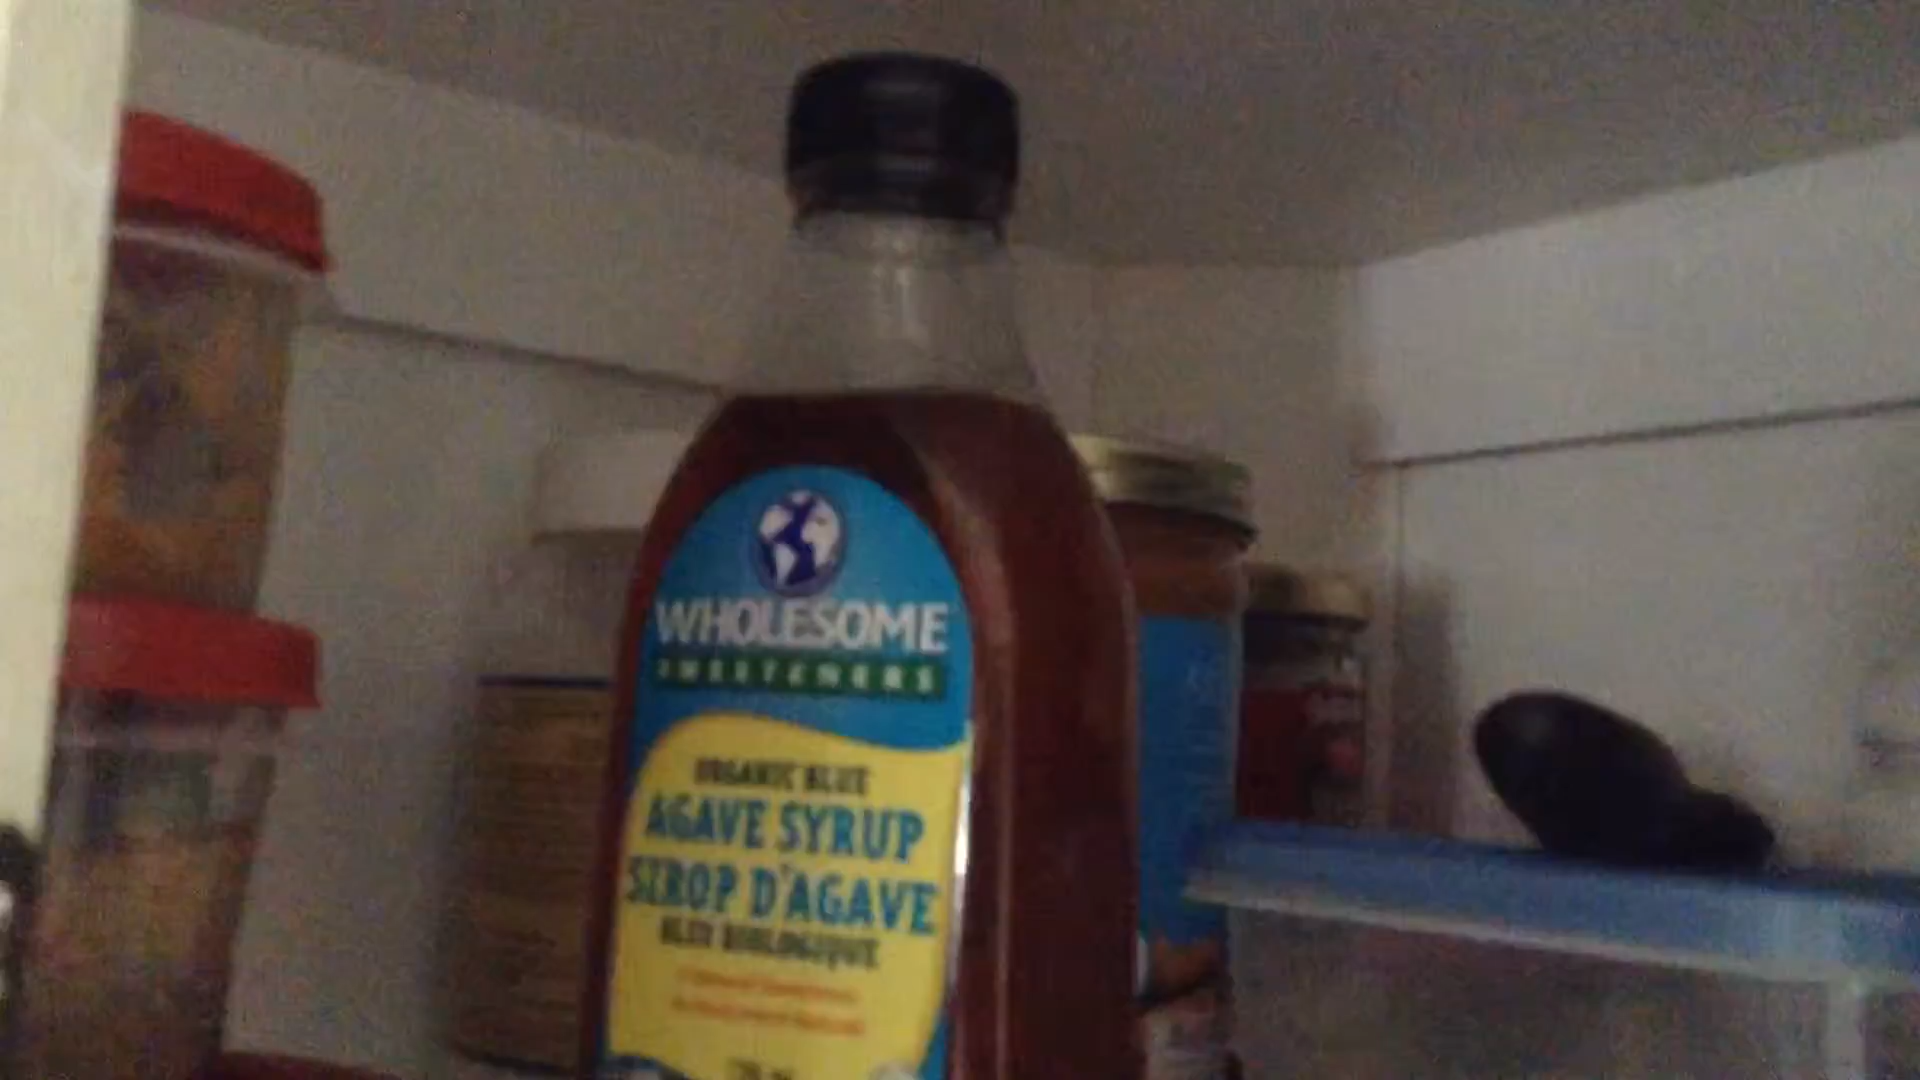 WHOLESOME
SWEETENERS
ORGANIC BLUE
AGAVE SYRUP
SIROP D'AGAVE
BLEU BIOLOGIQUE